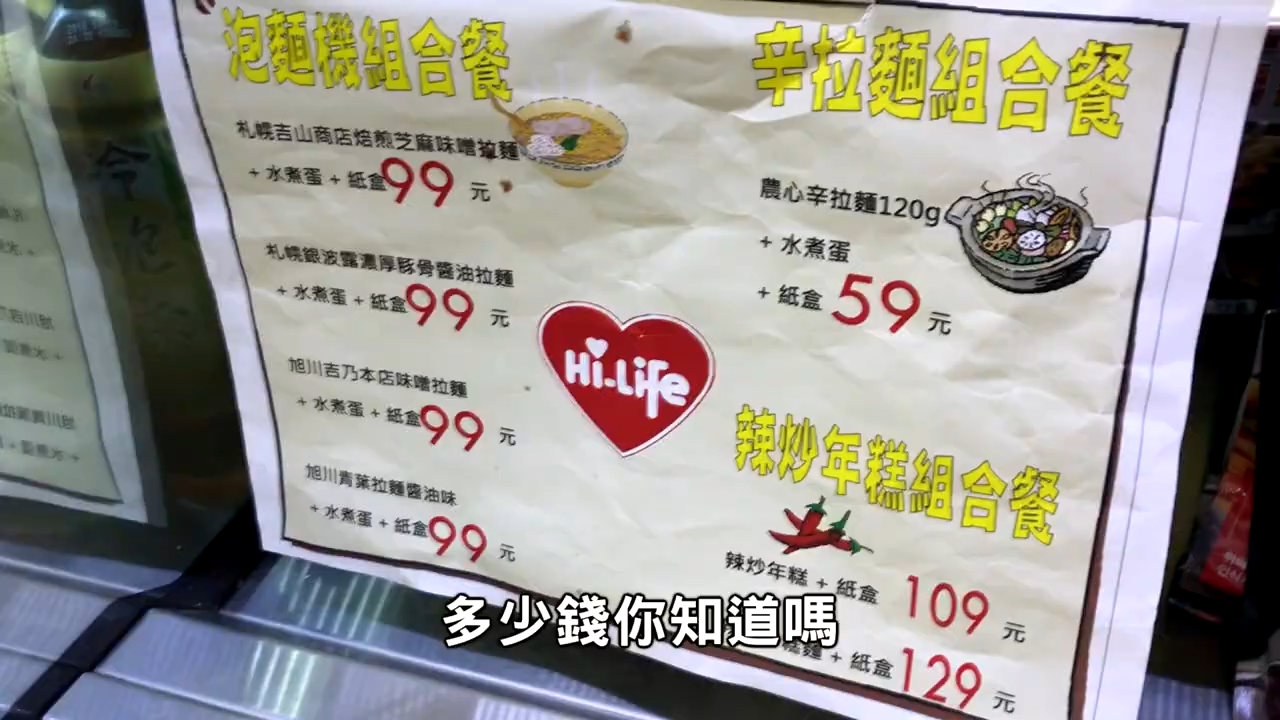 泡麵機組合餐
札幌吉山商店焙煎芝麻味噌拉麵
+ 水煮蛋 + 紙盒 99 元
札幌銀波露濃厚豚骨醬油拉麵
+ 水煮蛋 + 紙盒 99 元
旭川吉乃本店味噌拉麵
+ 水煮蛋 + 紙盒 99 元
旭川青葉拉麵醬油味
+ 水煮蛋 + 紙盒 99 元
Hi-Life
辛拉麵組合餐
農心辛拉麵120g
+ 水煮蛋
+ 紙盒 59 元
辣炒年糕組合餐
辣炒年糕 + 紙盒 109 元
糕麵 + 紙盒 129 元
多少錢你知道嗎